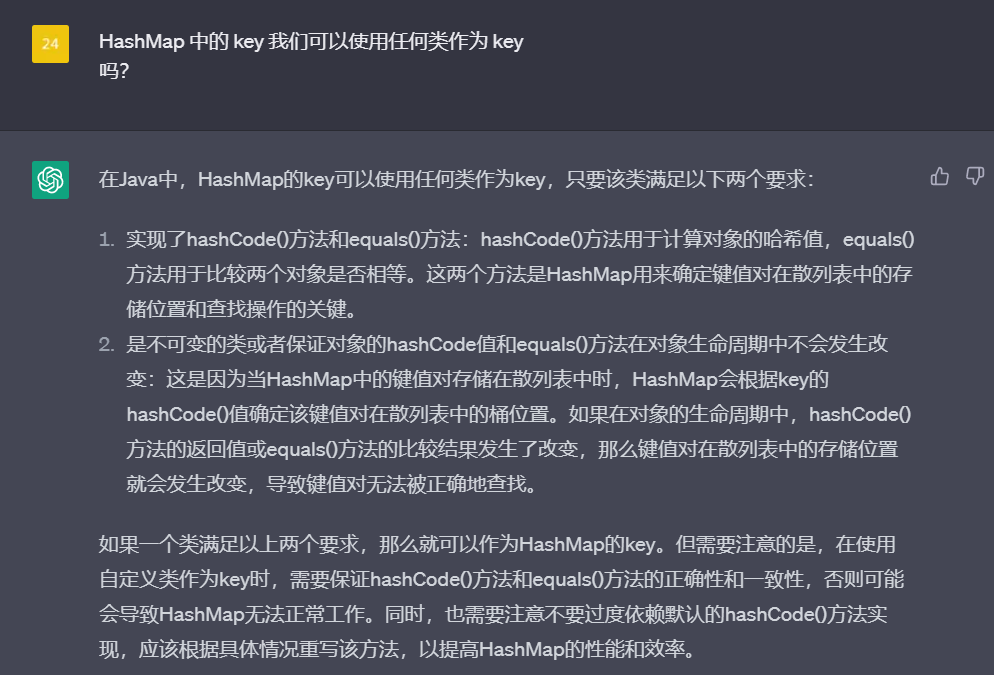 24
HashMap 中的 key 我们可以使用任何类作为 key
吗？
在Java中，HashMap的key可以使用任何类作为key，只要该类满足以下两个要求：
1. 实现了hashCode()方法和equals()方法：hashCode()方法用于计算对象的哈希值，equals()
方法用于比较两个对象是否相等。这两个方法是HashMap用来确定键值对在散列表中的存
储位置和查找操作的关键。
2. 是不可变的类或者保证对象的hashCode值和equals()方法在对象生命周期中不会发生改
变：这是因为当HashMap中的键值对存储在散列表中时，HashMap会根据key的
hashCode()值确定该键值对在散列表中的桶位置。如果在对象的生命周期中，hashCode()
方法的返回值或equals()方法的比较结果发生了改变，那么键值对在散列表中的存储位置
就会发生改变，导致键值对无法被正确地查找。
如果一个类满足以上两个要求，那么就可以作为HashMap的key。但需要注意的是，在使用
自定义类作为key时，需要保证hashCode()方法和equals()方法的正确性和一致性，否则可能
会导致HashMap无法正常工作。同时，也需要注意不要过度依赖默认的hashCode()方法实
现，应该根据具体情况重写该方法，以提高HashMap的性能和效率。